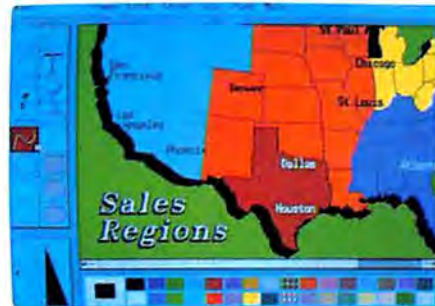 St Paul
Chicago
San
Francisco
Denver
St Louis
Los
Angeles
Phoenix
Dallas
Houston
Sales
Regions